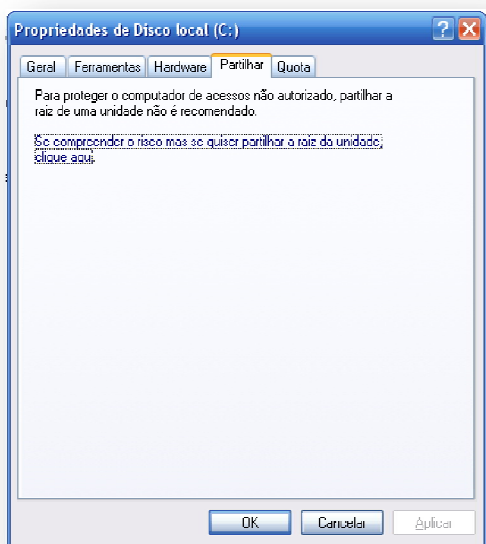 Propriedades de Disco local (C:)
?
X
Geral Ferramentas Hardware Partilhar Quota
Para proteger o computador de acessos não autorizado, partilhar a
raiz de uma unidade não é recomendado.
Se compreender o risco mas se quiser partilhar a raiz da unidade,
clique aqui.
OK Cancelar Aplicar